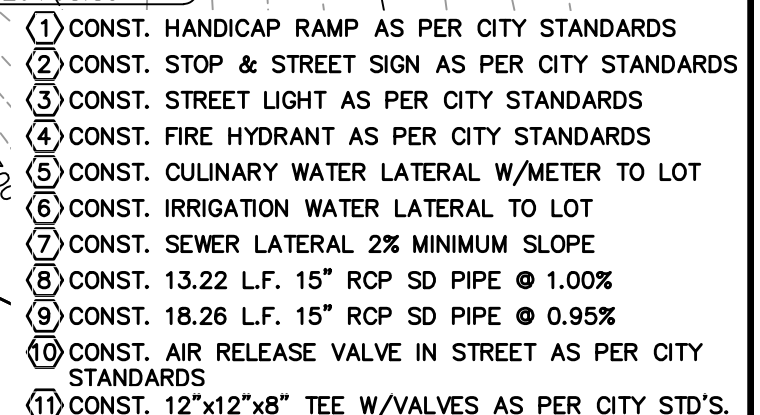 1 CONST. HANDICAP RAMP AS PER CITY STANDARDS
2 CONST. STOP & STREET SIGN AS PER CITY STANDARDS
3 CONST. STREET LIGHT AS PER CITY STANDARDS
4 CONST. FIRE HYDRANT AS PER CITY STANDARDS
5 CONST. CULINARY WATER LATERAL W/METER TO LOT
6 CONST. IRRIGATION WATER LATERAL TO LOT
7 CONST. SEWER LATERAL 2% MINIMUM SLOPE
8 CONST. 13.22 L.F. 15" RCP SD PIPE @ 1.00%
9 CONST. 18.26 L.F. 15" RCP SD PIPE @ 0.95%
10 CONST. AIR RELEASE VALVE IN STREET AS PER CITY
STANDARDS
11 CONST. 12"x12"x8" TEE W/VALVES AS PER CITY STD'S.